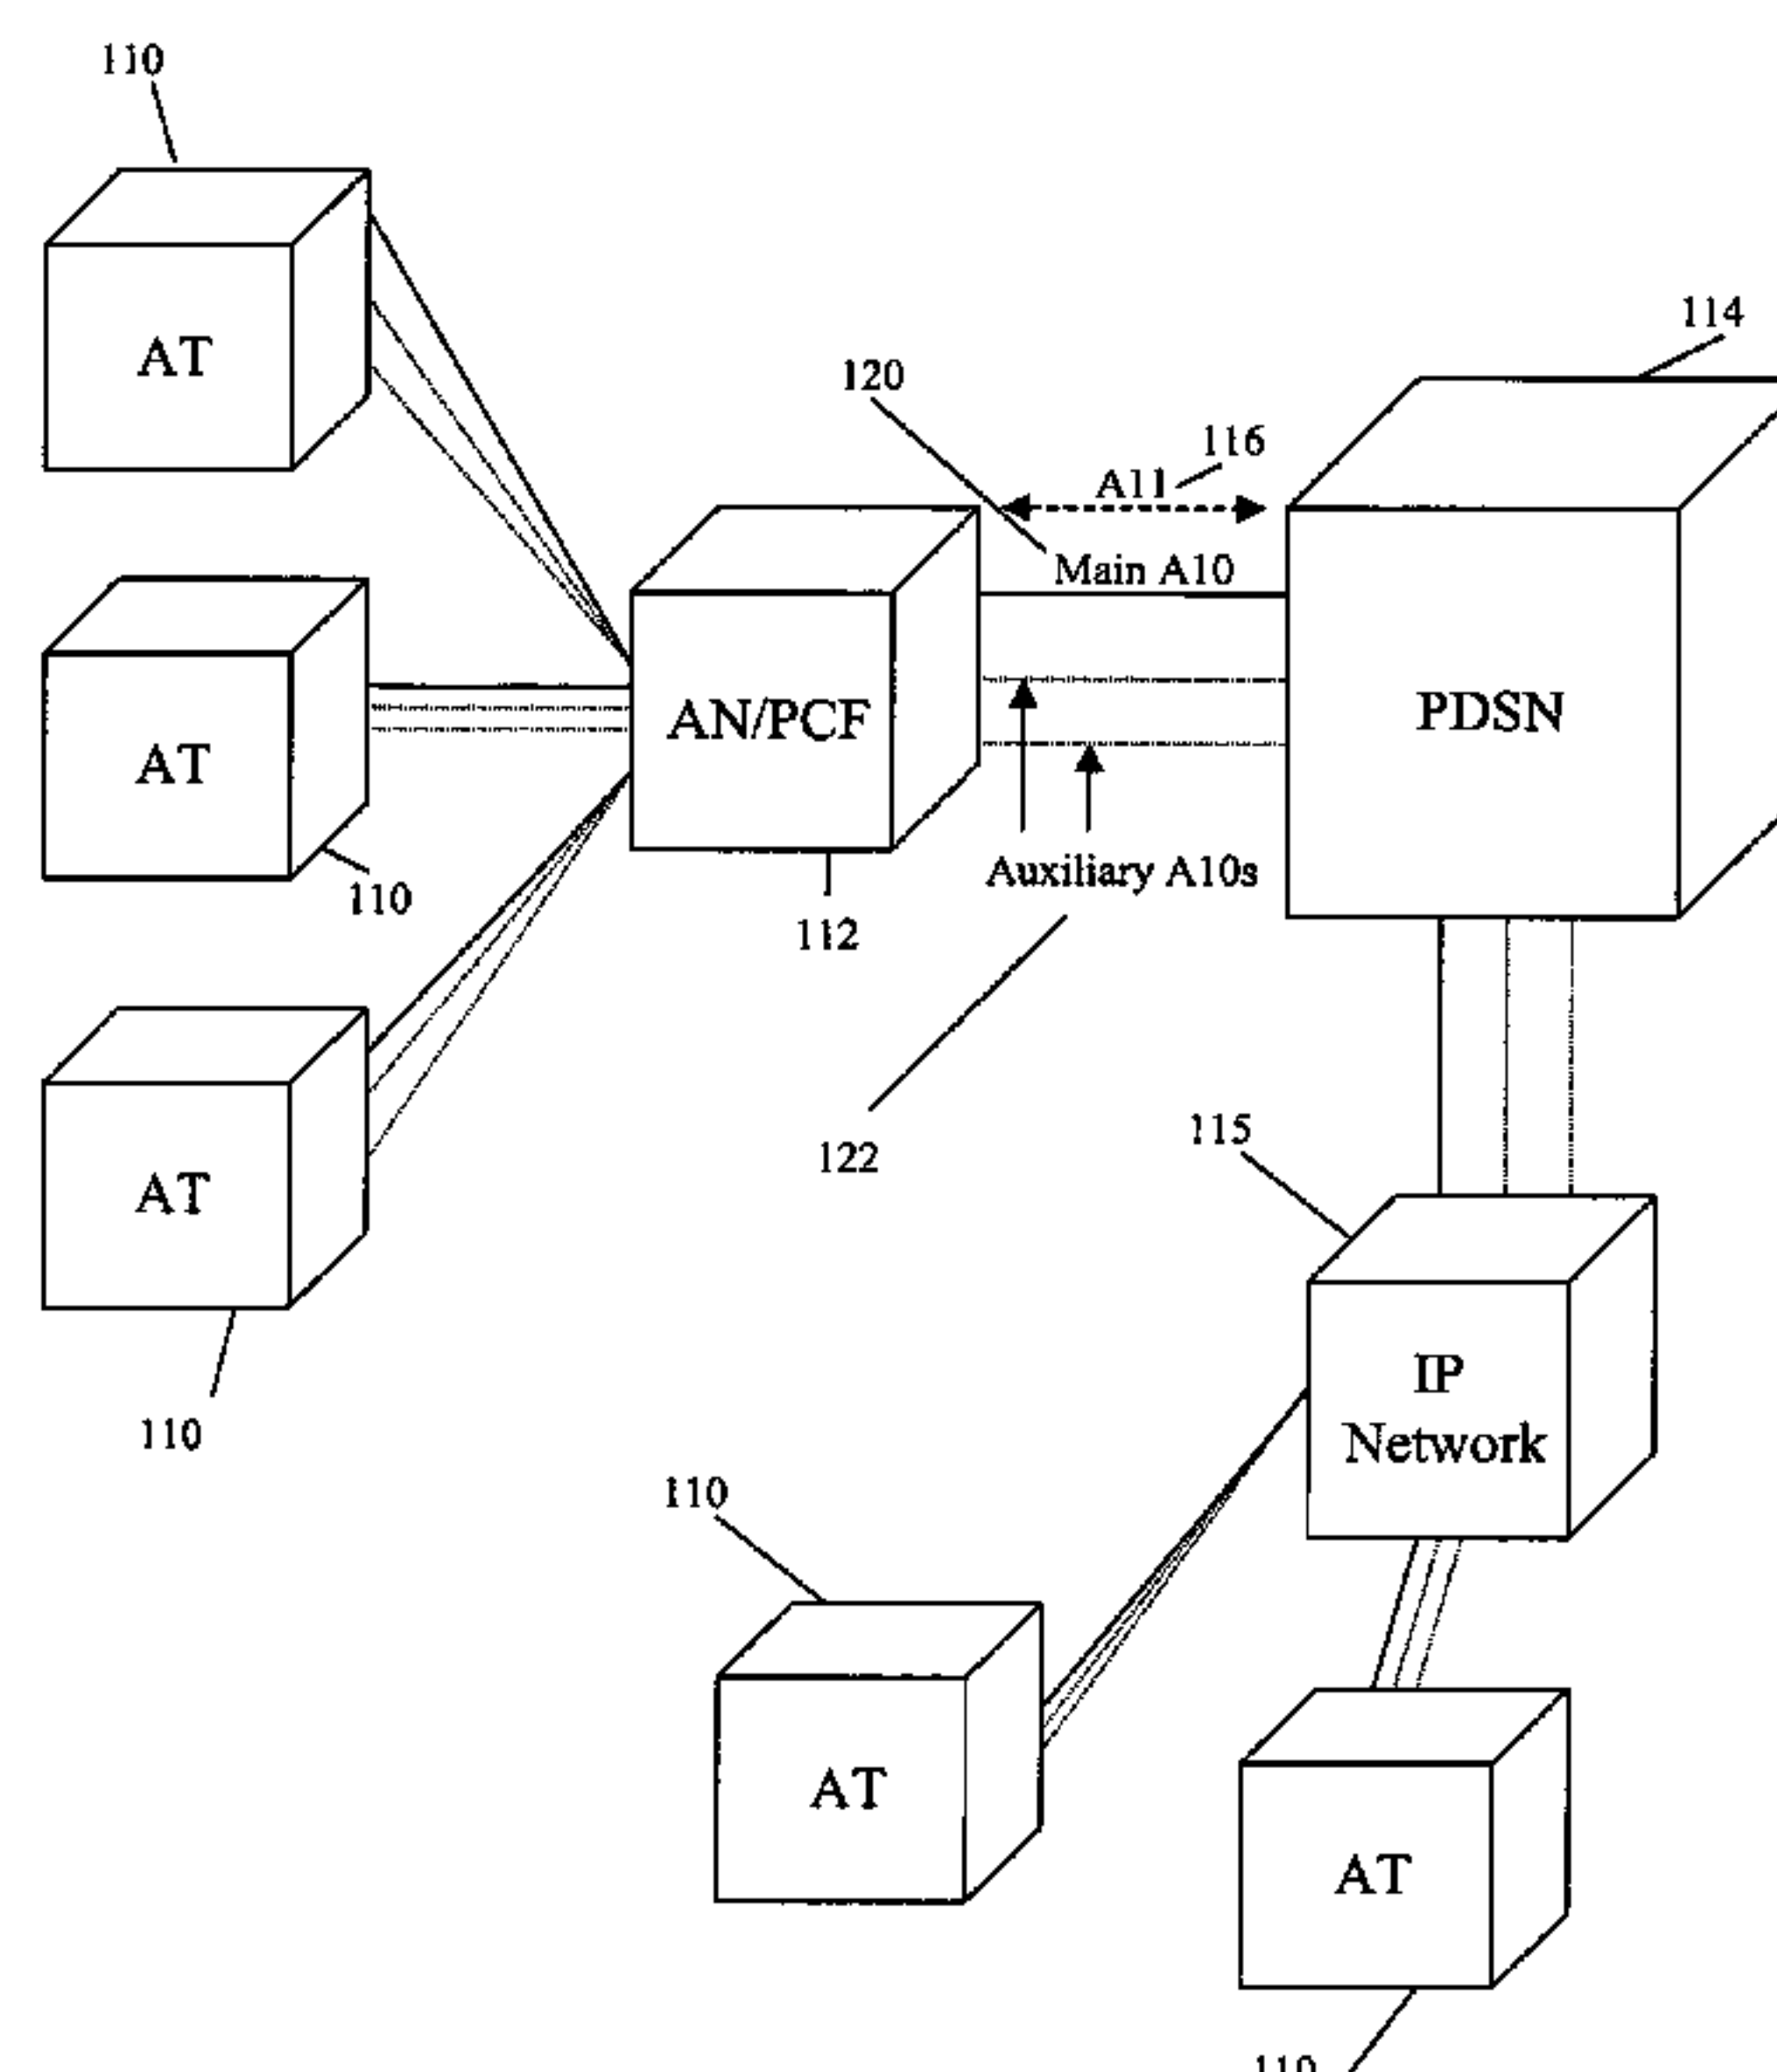 110
AT
114
120
116
A11
Main A10
AN/PCF
PDSN
AT
110
Auxiliary A10s
112
122
115
AT
110
IP
Network
110
AT
AT
110